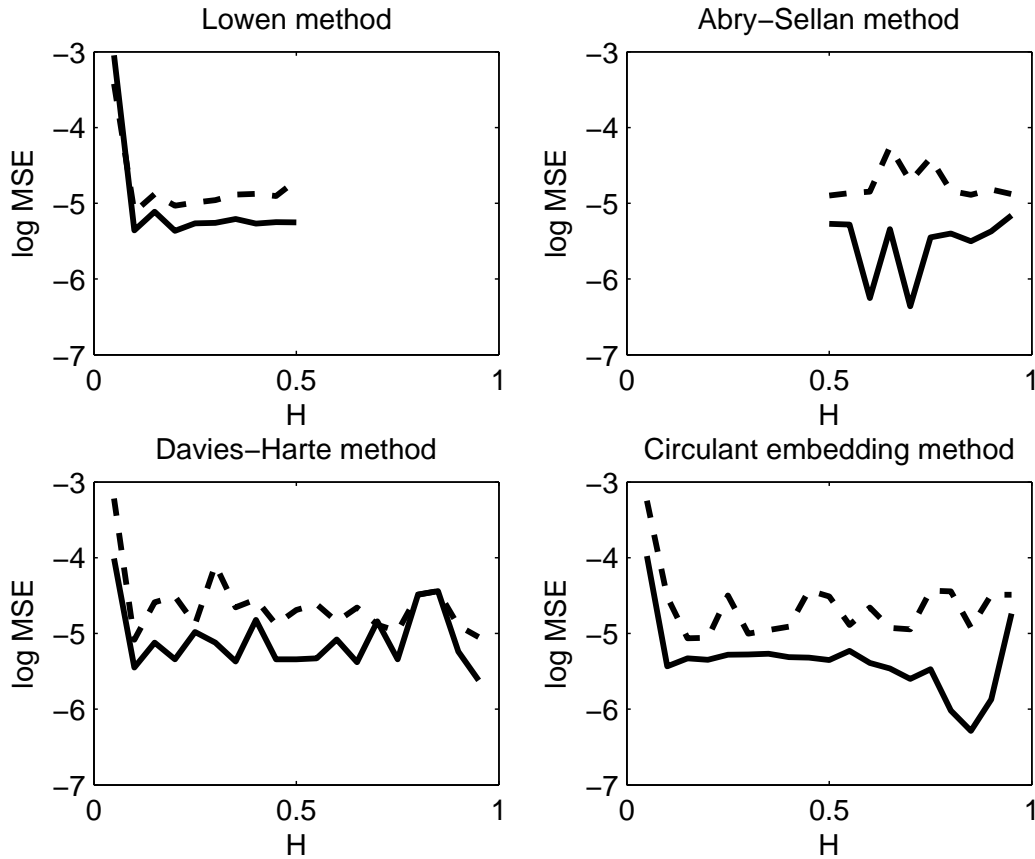 Lowen method
−3
−4
−5
−6
−7
log MSE
0
0.5
1
H
Abry−Sellan method
−3
−4
−5
−6
−7
log MSE
0
0.5
1
H
Davies−Harte method
−3
−4
−5
−6
−7
log MSE
0
0.5
1
H
Circulant embedding method
−3
−4
−5
−6
−7
log MSE
0
0.5
1
H